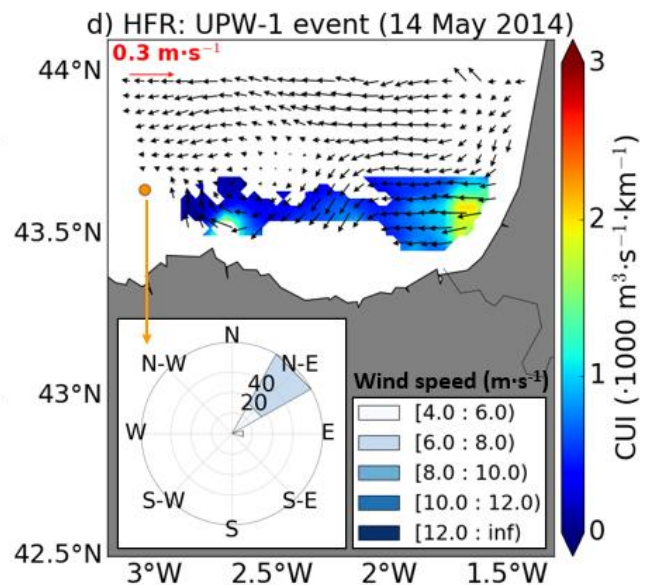 d) HFR: UPW-1 event (14 May 2014)
0.3 m·s⁻¹
44°N
43.5°N
43°N
42.5°N
3°W
2.5°W
2°W
1.5°W
N
N-E
E
S-E
S
S-W
W
N-W
40
20
Wind speed (m·s⁻¹)
[4.0 : 6.0)
[6.0 : 8.0)
[8.0 : 10.0)
[10.0 : 12.0)
[12.0 : inf)
3
2
1
0
CUI (·1000 m³·s⁻¹·km⁻¹)